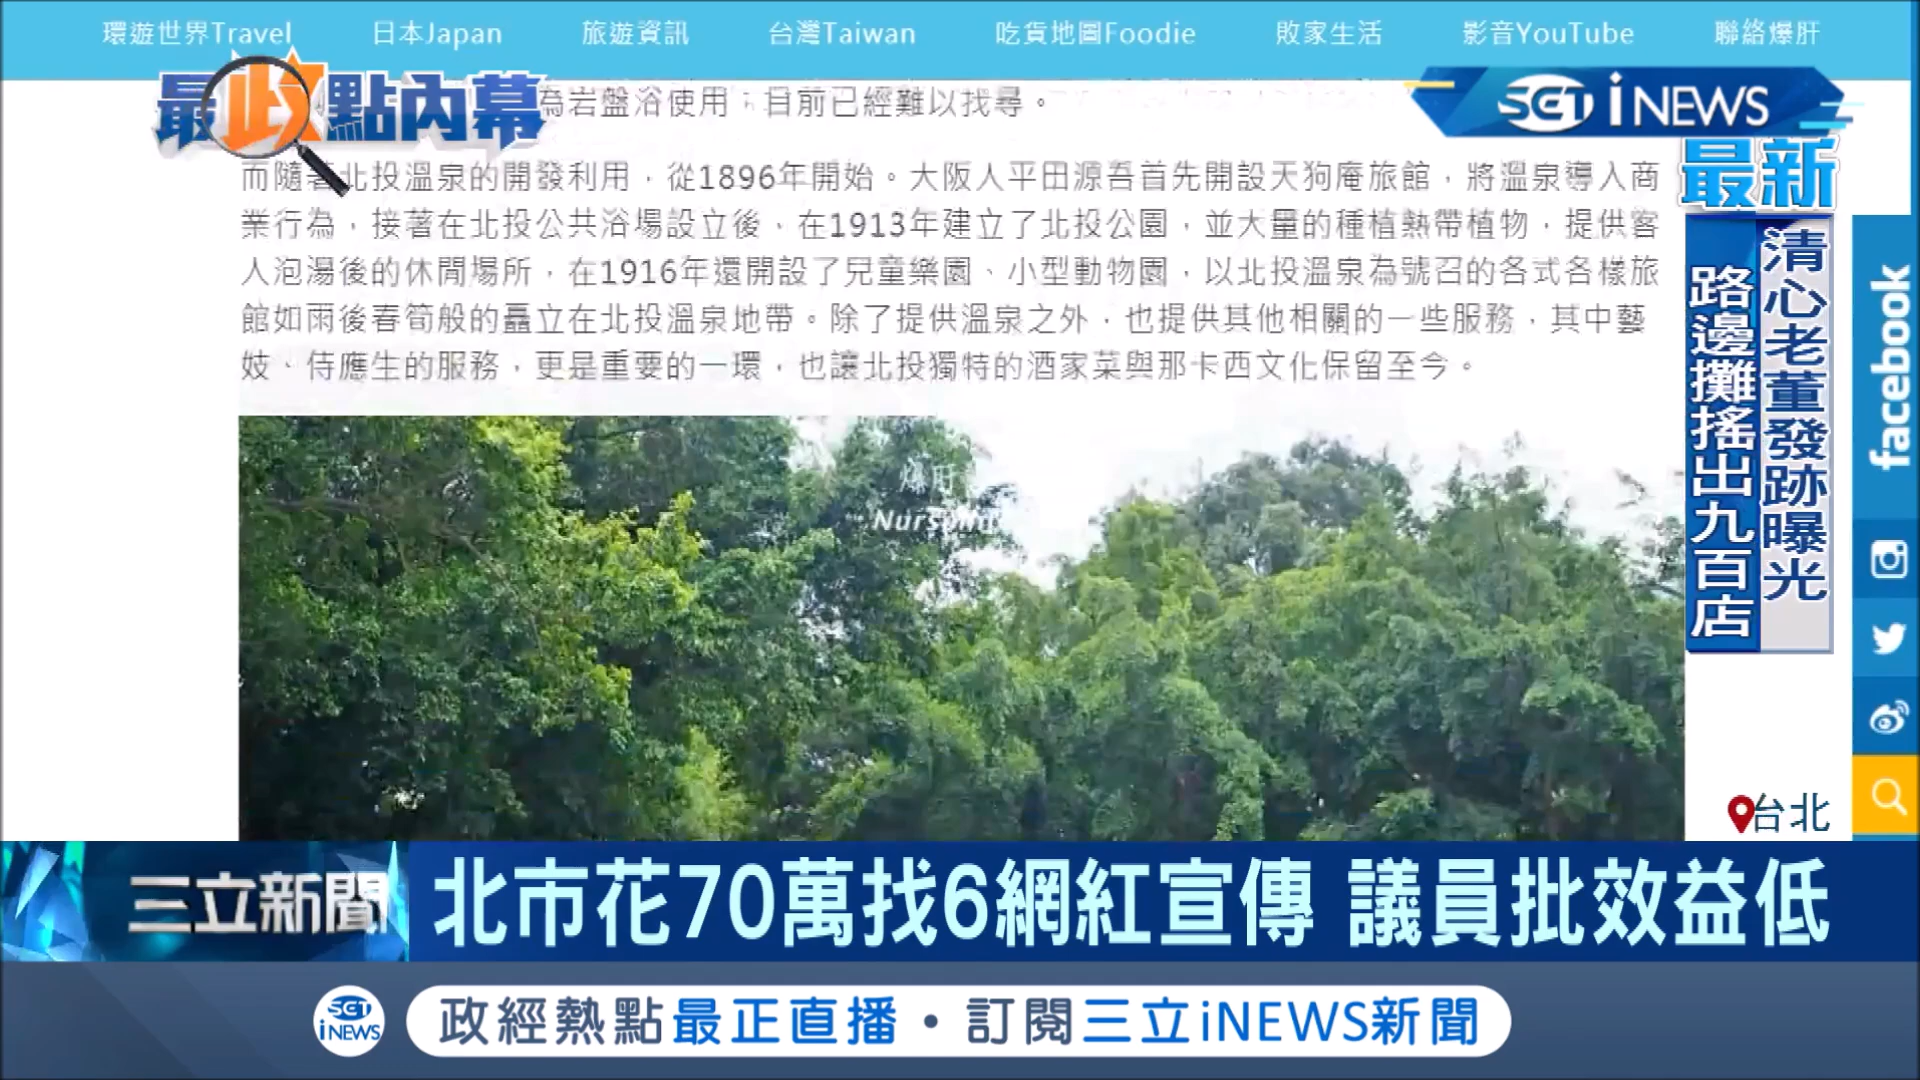 環遊世界Travel 日本Japan 旅遊資訊 台灣Taiwan 吃貨地圖Foodie 敗家生活 影音YouTube 聯絡爆肝
最政點內幕
SET iNEWS
為岩盤浴使用，目前已經難以找尋。
而隨著北投溫泉的開發利用，從1896年開始。大阪人平田源吾首先開設天狗庵旅館，將溫泉導入商
業行為，接著在北投公共浴場設立後，在1913年建立了北投公園，並大量的種植熱帶植物，提供客
人泡湯後的休閒場所，在1916年還開設了兒童樂園、小型動物園，以北投溫泉為號召的各式各樣旅
館如雨後春筍般的矗立在北投溫泉地帶。除了提供溫泉之外，也提供其他相關的一些服務，其中藝
妓、侍應生的服務，更是重要的一環，也讓北投獨特的酒家菜與那卡西文化保留至今。
最新
清心老董發跡曝光
路邊攤搖出九百店
facebook
爆肝
台北
三立新聞
北市花70萬找6網紅宣傳 議員批效益低
SET iNEWS
政經熱點最正直播・訂閱三立iNEWS新聞